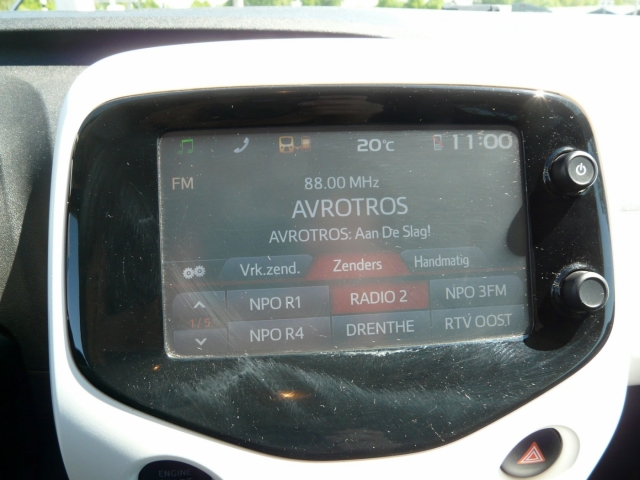 20°C 11:00
FM 88.00 MHz
AVROTROS
AVROTROS: Aan De Slag!
Vrk.zend. Zenders Handmatig
NPO R1 RADIO 2 NPO 3FM
1/5
NPO R4 DRENTHE RTV OOST
ENGINE